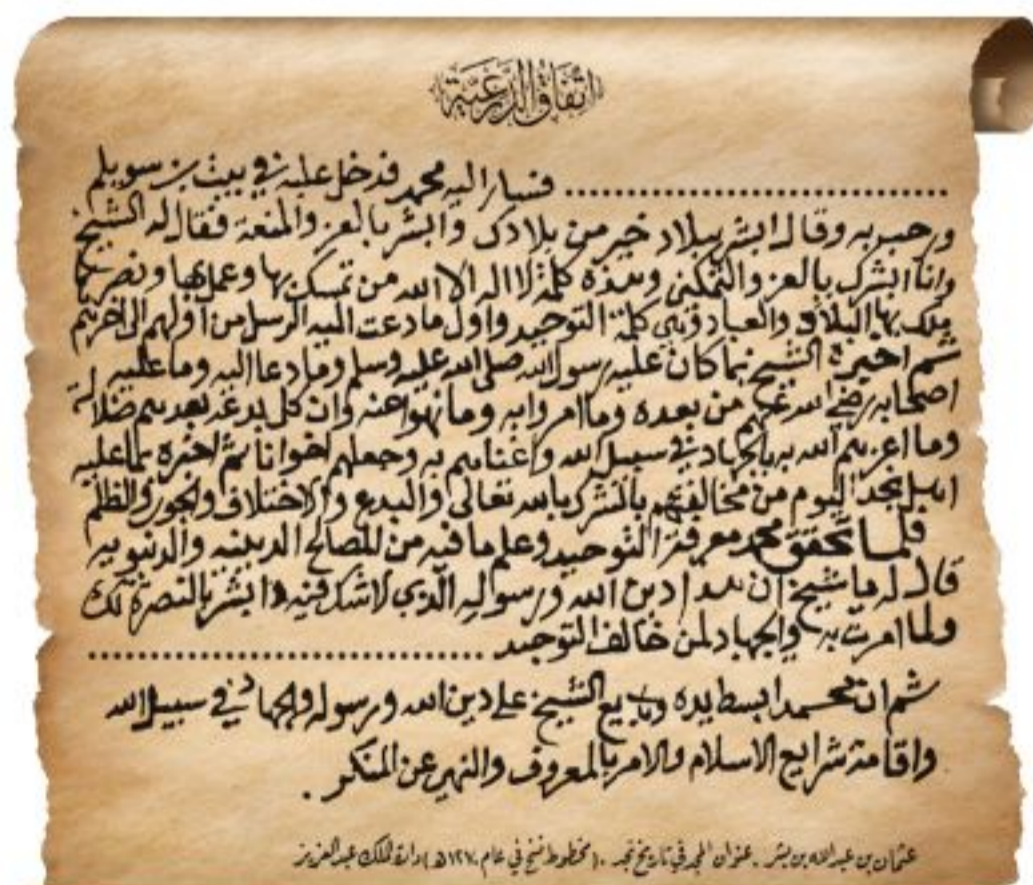 اتفاق الدرعية
فسار اليه محمد فدخل عليه في بيت بن سويلم
ورحب به وقال ابشر ببلاد خير من بلادك وابشر بالعز والمنعة فقال له الشيخ
وانا ابشرك بالعز والتمكين وهذه كلمة لا اله الا الله من تمسك بها وعمل بها ونصرها
ملك بها البلاد والعباد وهي كلمة التوحيد واول ما دعت اليه الرسل من اولهم الى اخرهم
ثم اخبره الشيخ بما كان عليه رسول الله صلى الله عليه وسلم وما دعا اليه وما عليه
اصحابه رضي الله عنهم من بعده وما امروا به وما نهوا عنه وان كل بدعة بعدهم ضلالة
وما اعزهم الله به بالجهاد في سبيل الله واغناهم به وجعلهم اخوانا ثم اخبره بما عليه
اهل نجد اليوم من مخالفتهم بالشرك بالله تعالى والبدع والاختلاف والجور والظلم
فلما تحقق محمد معرفة التوحيد وعلم ما فيه من المصالح الدينيه والدنيويه
قال له يا شيخ ان هذا دين الله ورسوله الذي لا شك فيه وابشر بالنصرة لك
ولما امرت به والجهاد لمن خالف التوحيد
ثم ان محمدا بسط يده وبايع الشيخ على دين الله ورسوله والجهاد في سبيل الله
واقامة شرايع الاسلام والامر بالمعروف والنهي عن المنكر .
عثمان بن عبدالله بن بشر . عنوان المجد في تاريخ نجد . ( مخطوط نسخ في عام ١٢٧٠هـ ) دارة الملك عبدالعزيز